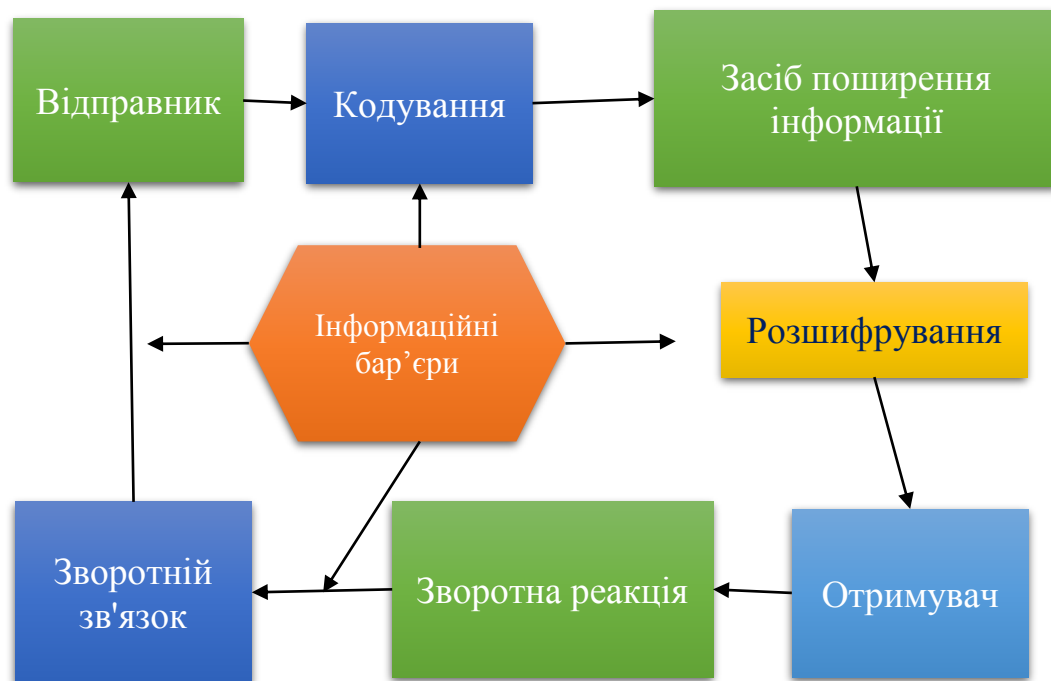 Відправник
Кодування
Засіб поширення
інформації
Інформаційні
бар’єри
Розшифрування
Зворотній
зв'язок
Зворотна реакція
Отримувач